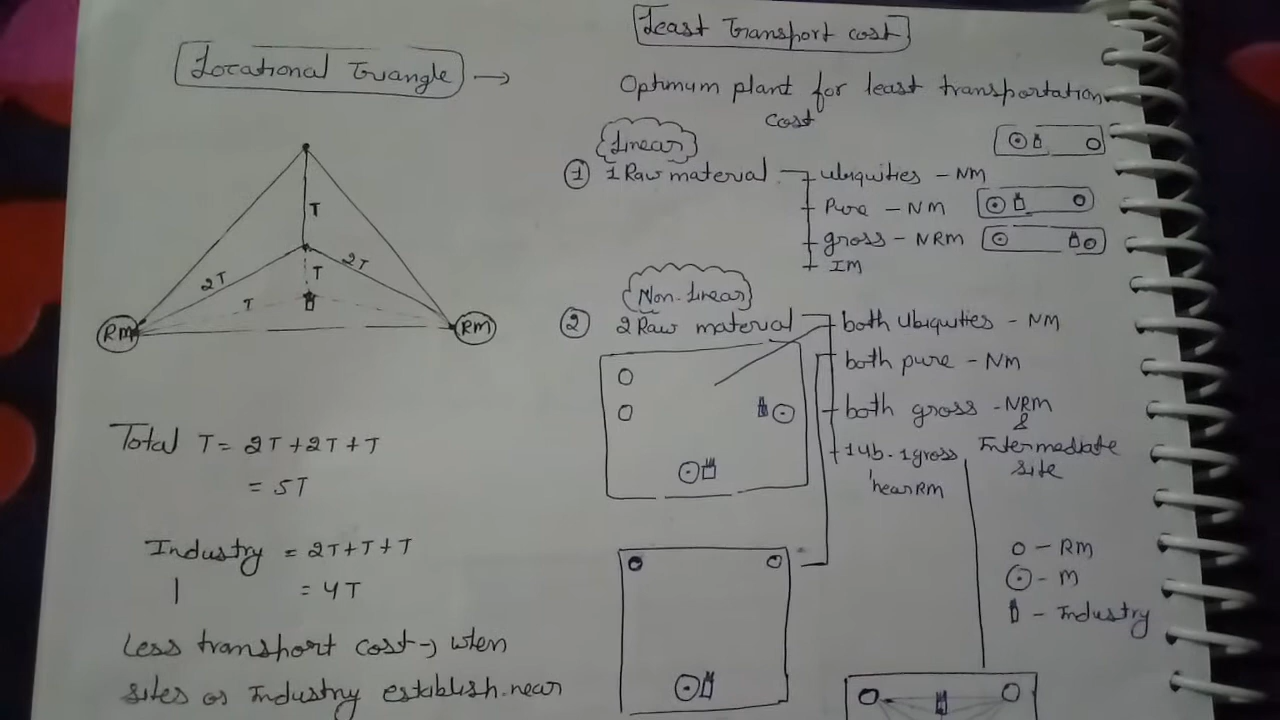 Locational Triangle →
T
2T
2T
T
T
RM
RM
Total T = 2T + 2T + T
= 5T
Industry = 2T + T + T
= 4T
Less transport cost → when
sites or Industry establish near
Least Transport cost
Optimum plant for least transportation
cost
Linear
① 1 Raw material
Ubiquities - NM
Pure - NM
gross - NRM
IM
Non-Linear
② 2 Raw material
both Ubiquities - NM
both pure - NM
both gross - NRM
&
Intermediate
site
1 ub. 1 gross
near RM
O - RM
⊙ - M
- Industry